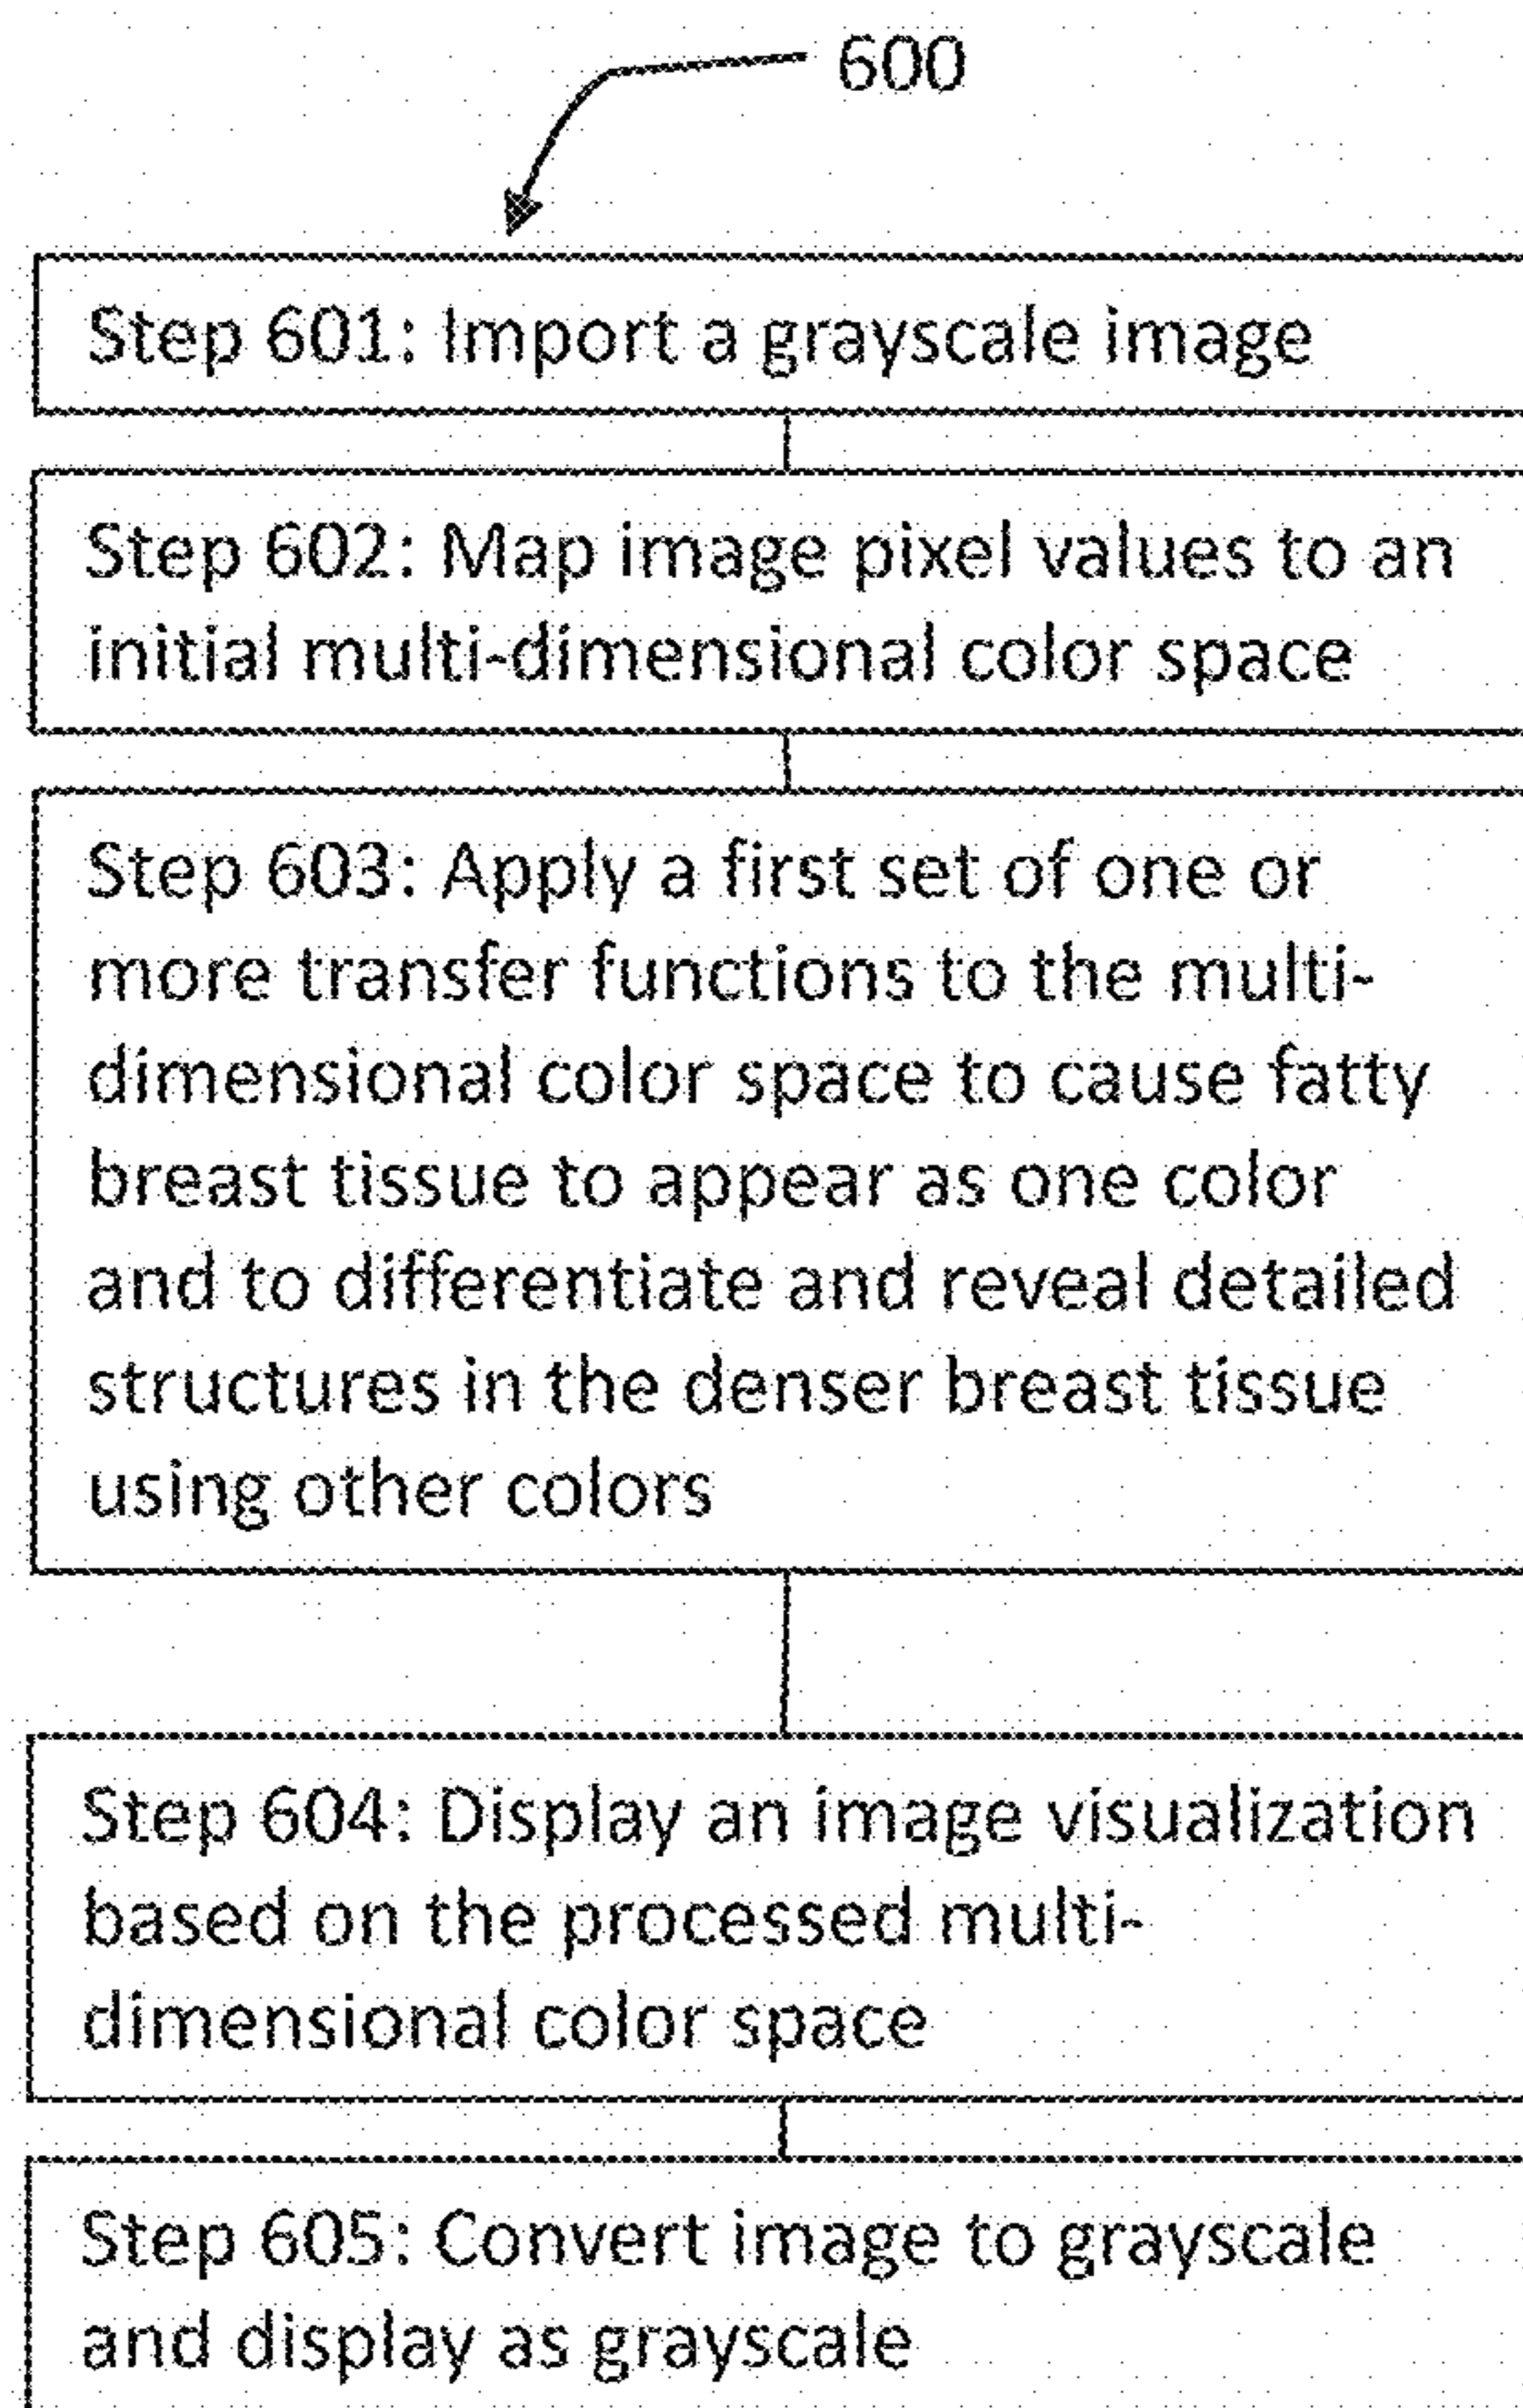 600
Step 601: Import a grayscale image
Step 602: Map image pixel values to an
initial multi-dimensional color space
Step 603: Apply a first set of one or
more transfer functions to the multi-
dimensional color space to cause fatty
breast tissue to appear as one color
and to differentiate and reveal detailed
structures in the denser breast tissue
using other colors
Step 604: Display an image visualization
based on the processed multi-
dimensional color space
Step 605: Convert image to grayscale
and display as grayscale